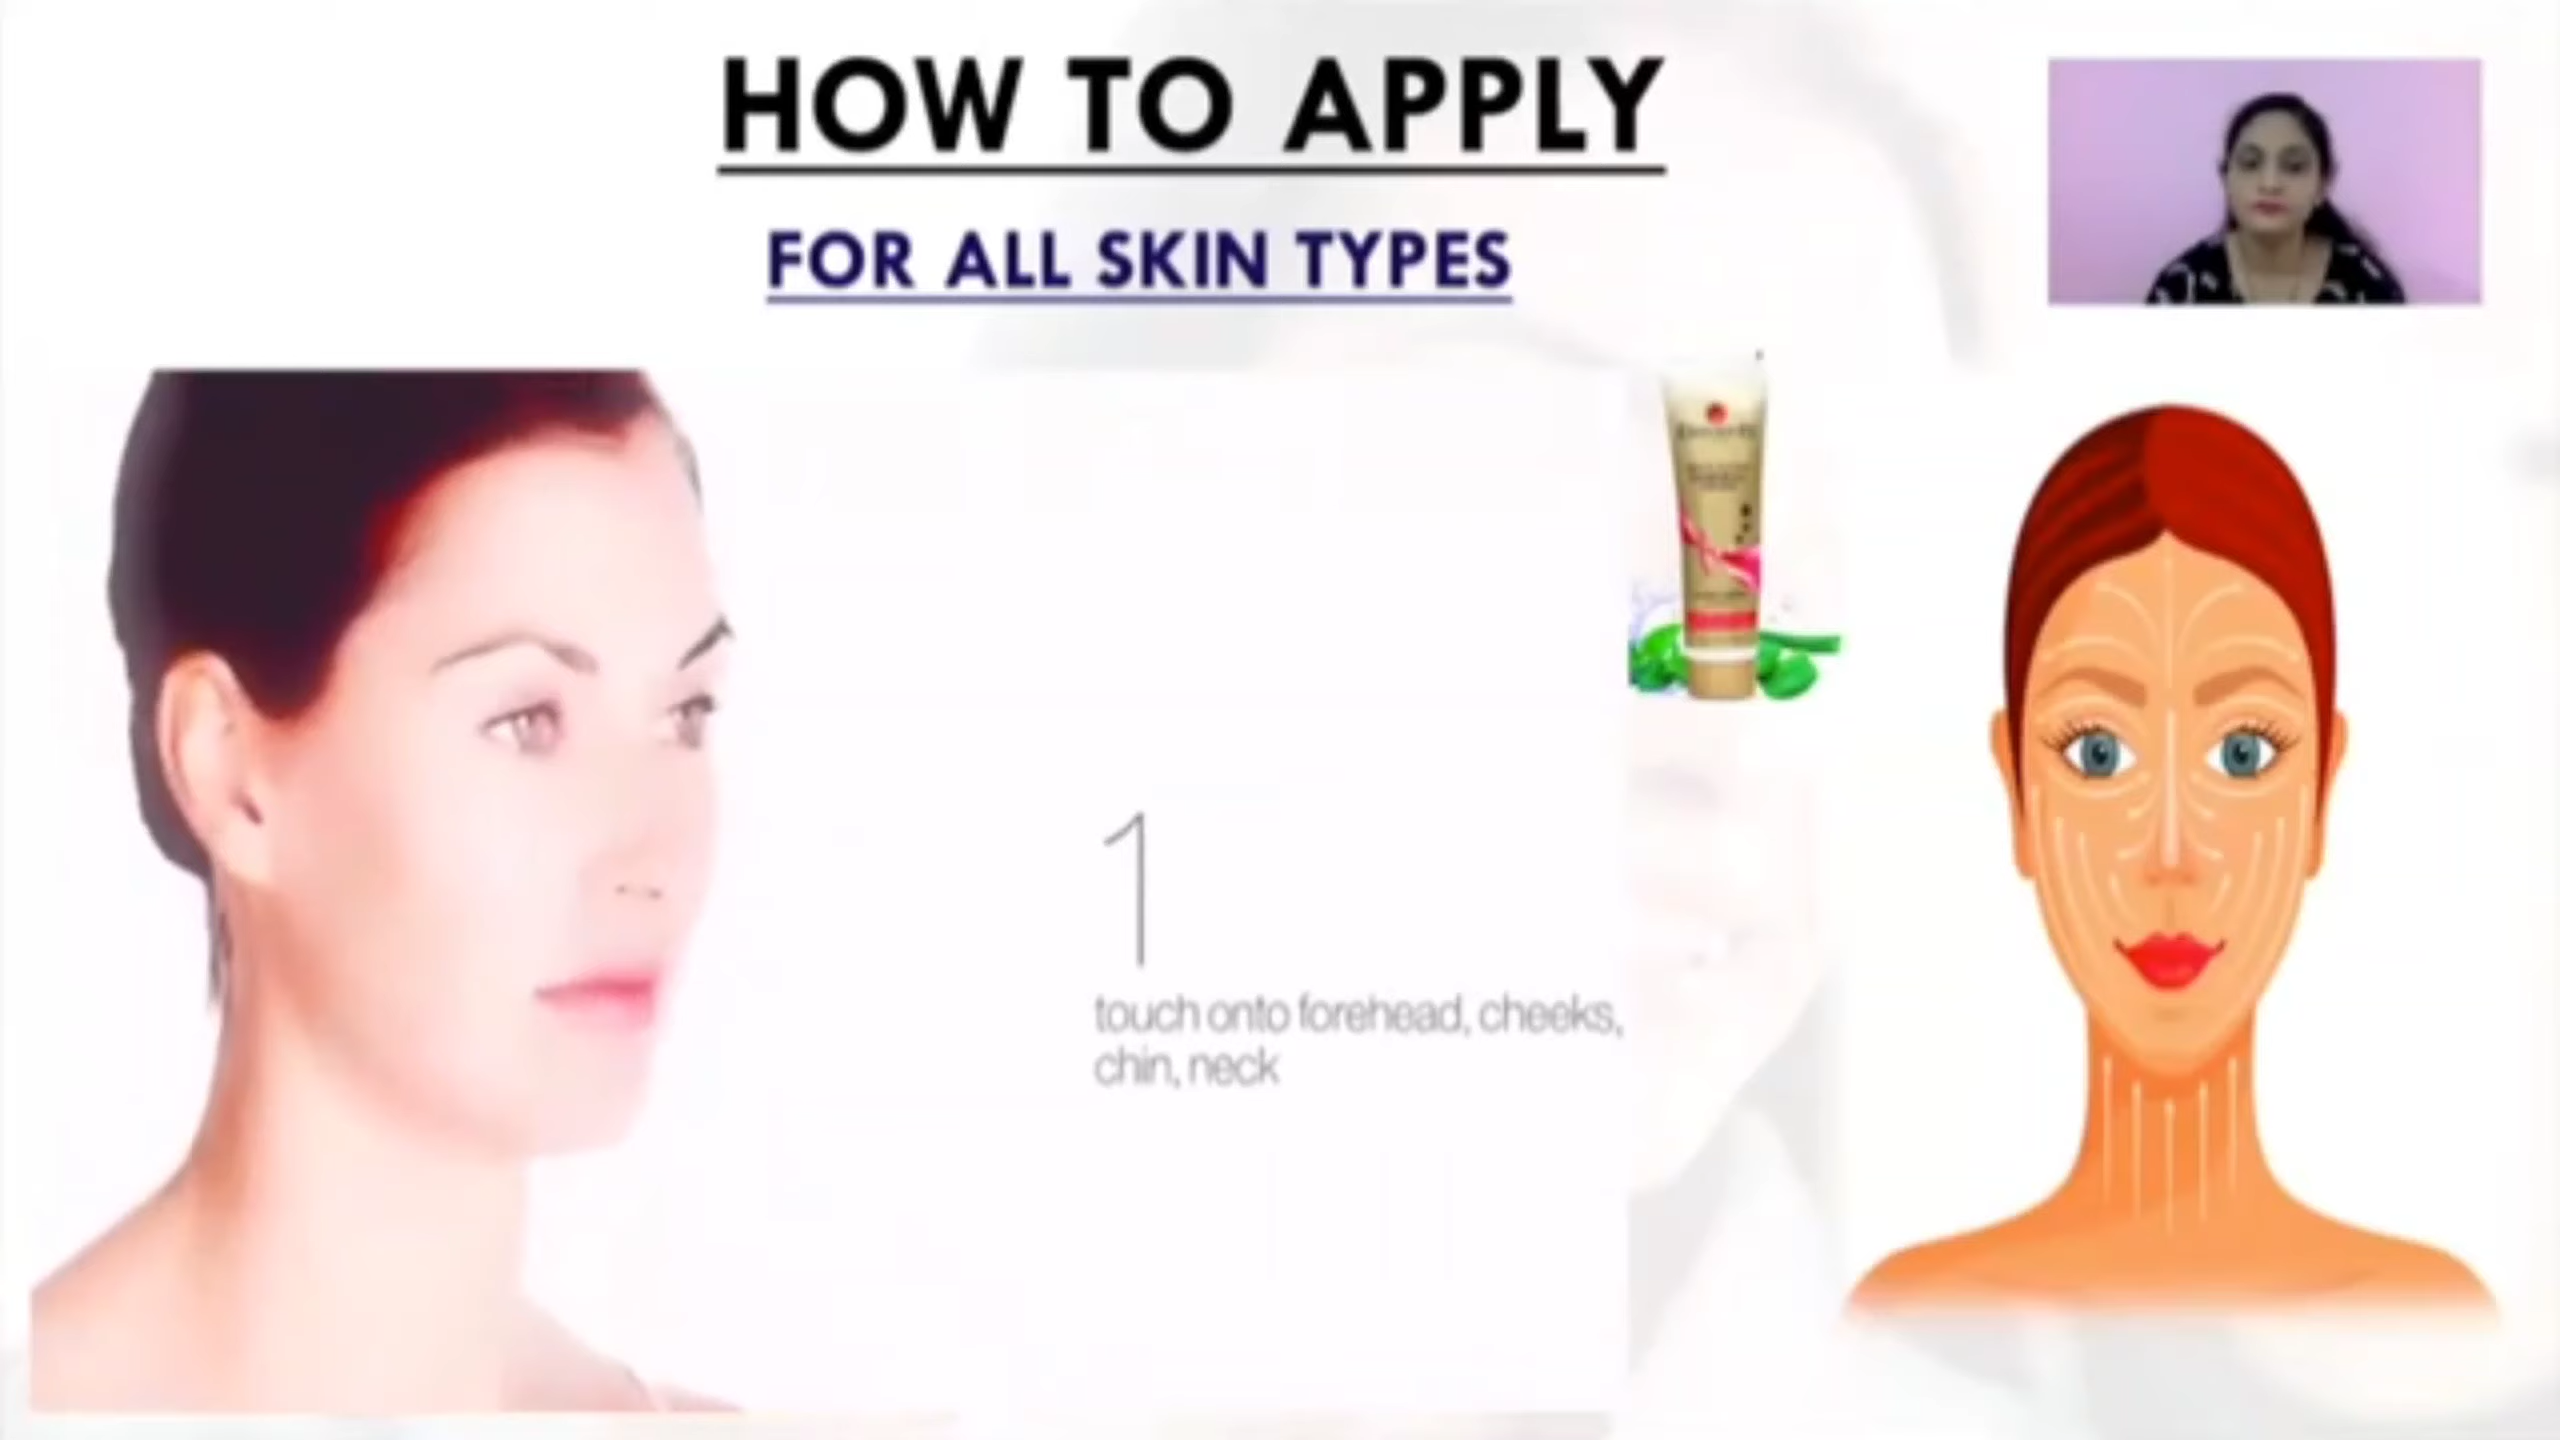 HOW TO APPLY
FOR ALL SKIN TYPES
1
touch onto forehead, cheeks,
chin, neck